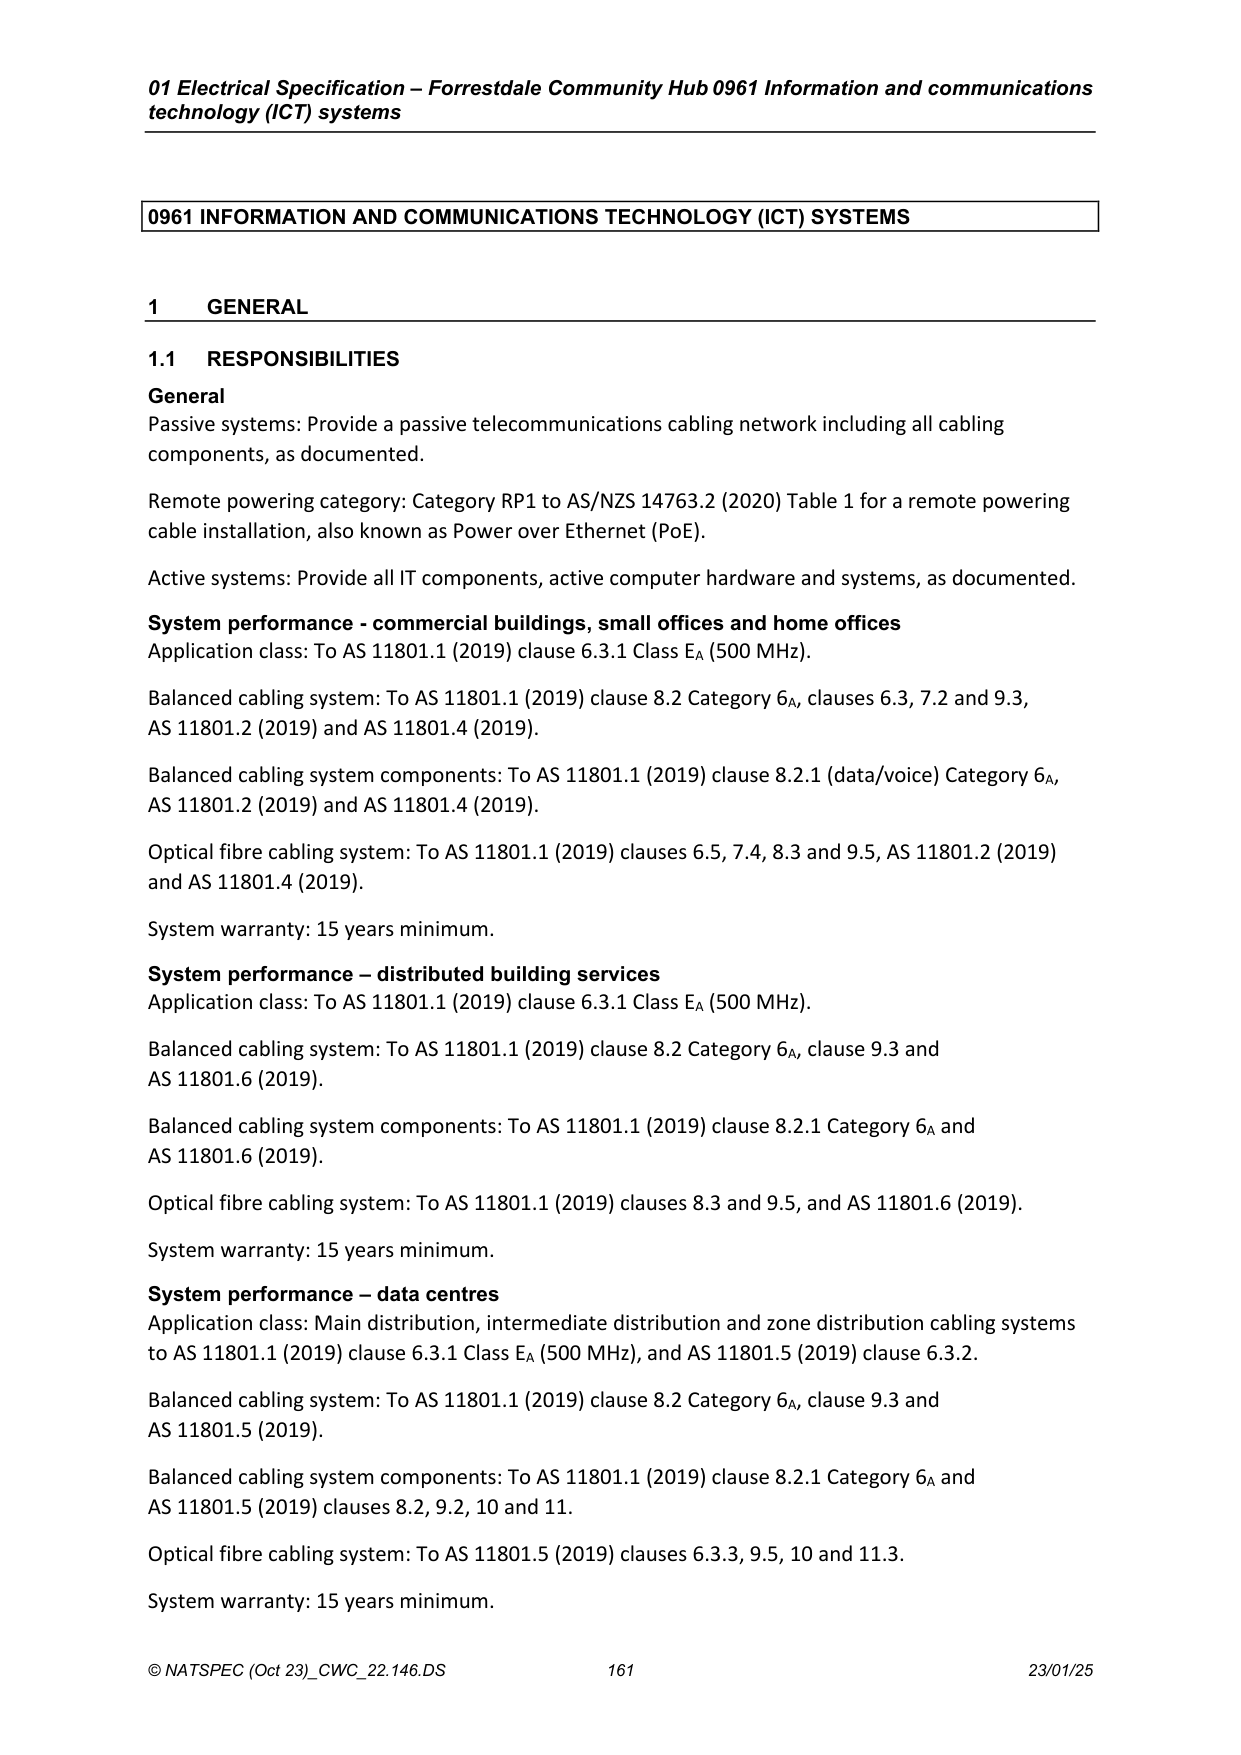 01 Electrical Specification – Forrestdale Community Hub 0961 Information and communications
technology (ICT) systems
0961 INFORMATION AND COMMUNICATIONS TECHNOLOGY (ICT) SYSTEMS
1 GENERAL
1.1 RESPONSIBILITIES
General
Passive systems: Provide a passive telecommunications cabling network including all cabling
components, as documented.
Remote powering category: Category RP1 to AS/NZS 14763.2 (2020) Table 1 for a remote powering
cable installation, also known as Power over Ethernet (PoE).
Active systems: Provide all IT components, active computer hardware and systems, as documented.
System performance - commercial buildings, small offices and home offices
Application class: To AS 11801.1 (2019) clause 6.3.1 Class EA (500 MHz).
Balanced cabling system: To AS 11801.1 (2019) clause 8.2 Category 6A, clauses 6.3, 7.2 and 9.3,
AS 11801.2 (2019) and AS 11801.4 (2019).
Balanced cabling system components: To AS 11801.1 (2019) clause 8.2.1 (data/voice) Category 6A,
AS 11801.2 (2019) and AS 11801.4 (2019).
Optical fibre cabling system: To AS 11801.1 (2019) clauses 6.5, 7.4, 8.3 and 9.5, AS 11801.2 (2019)
and AS 11801.4 (2019).
System warranty: 15 years minimum.
System performance – distributed building services
Application class: To AS 11801.1 (2019) clause 6.3.1 Class EA (500 MHz).
Balanced cabling system: To AS 11801.1 (2019) clause 8.2 Category 6A, clause 9.3 and
AS 11801.6 (2019).
Balanced cabling system components: To AS 11801.1 (2019) clause 8.2.1 Category 6A and
AS 11801.6 (2019).
Optical fibre cabling system: To AS 11801.1 (2019) clauses 8.3 and 9.5, and AS 11801.6 (2019).
System warranty: 15 years minimum.
System performance – data centres
Application class: Main distribution, intermediate distribution and zone distribution cabling systems
to AS 11801.1 (2019) clause 6.3.1 Class EA (500 MHz), and AS 11801.5 (2019) clause 6.3.2.
Balanced cabling system: To AS 11801.1 (2019) clause 8.2 Category 6A, clause 9.3 and
AS 11801.5 (2019).
Balanced cabling system components: To AS 11801.1 (2019) clause 8.2.1 Category 6A and
AS 11801.5 (2019) clauses 8.2, 9.2, 10 and 11.
Optical fibre cabling system: To AS 11801.5 (2019) clauses 6.3.3, 9.5, 10 and 11.3.
System warranty: 15 years minimum.
© NATSPEC (Oct 23)_CWC_22.146.DS 161 23/01/25